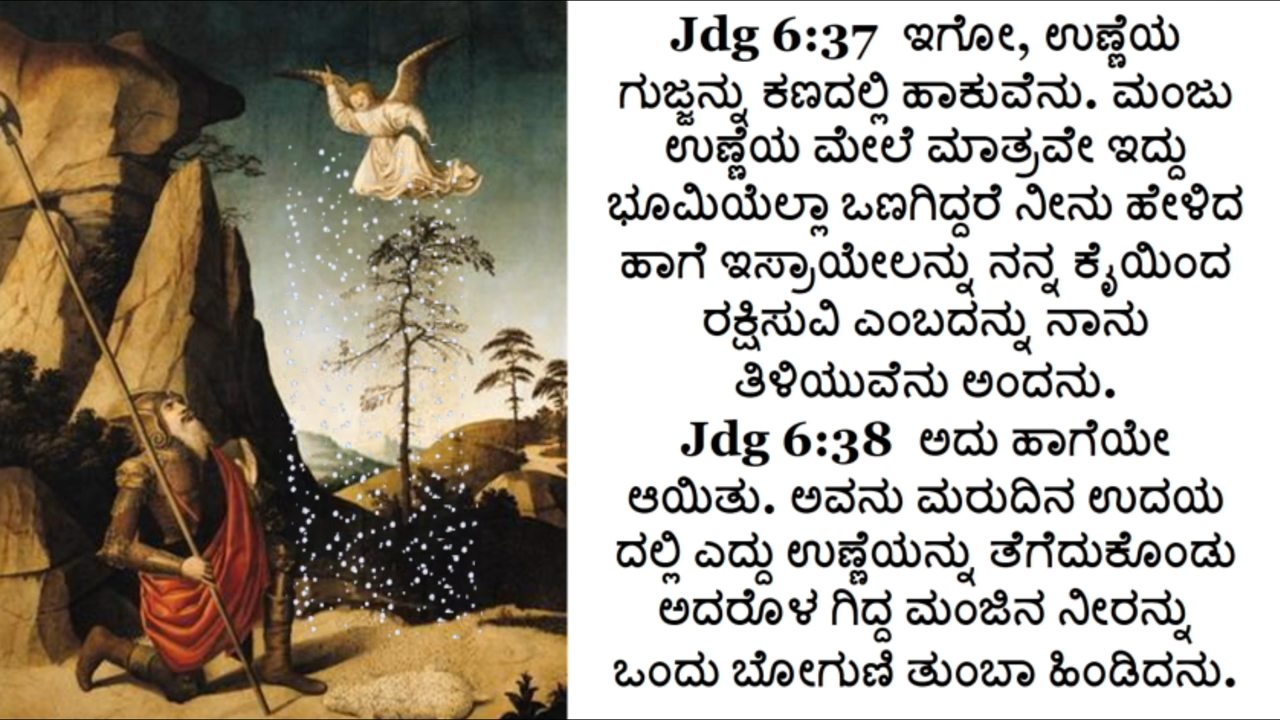 Jdg 6:37 ಇಗೋ, ಉಣ್ಣೆಯ
ಗುಜ್ಜನ್ನು ಕಣದಲ್ಲಿ ಹಾಕುವೆನು. ಮಂಜು
ಉಣ್ಣೆಯ ಮೇಲೆ ಮಾತ್ರವೇ ಇದ್ದು
ಭೂಮಿಯೆಲ್ಲಾ ಒಣಗಿದ್ದರೆ ನೀನು ಹೇಳಿದ
ಹಾಗೆ ಇಸ್ರಾಯೇಲನ್ನು ನನ್ನ ಕೈಯಿಂದ
ರಕ್ಷಿಸುವಿ ಎಂಬದನ್ನು ನಾನು
ತಿಳಿಯುವೆನು ಅಂದನು.
Jdg 6:38 ಅದು ಹಾಗೆಯೇ
ಆಯಿತು. ಅವನು ಮರುದಿನ ಉದಯ
ದಲ್ಲಿ ಎದ್ದು ಉಣ್ಣೆಯನ್ನು ತೆಗೆದುಕೊಂಡು
ಅದರೊಳ ಗಿದ್ದ ಮಂಜಿನ ನೀರನ್ನು
ಒಂದು ಬೋಗುಣಿ ತುಂಬಾ ಹಿಂಡಿದನು.